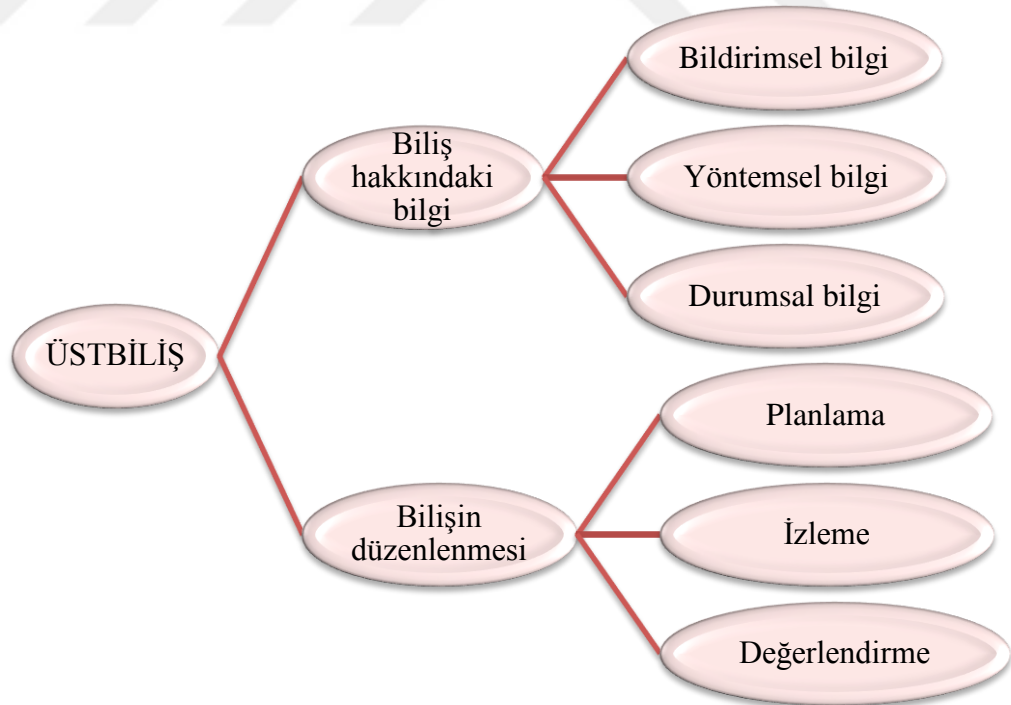 ÜSTBİLİŞ
Biliş
hakkındaki
bilgi
Bildirimsel bilgi
Yöntemsel bilgi
Durumsal bilgi
Bilişin
düzenlenmesi
Planlama
İzleme
Değerlendirme